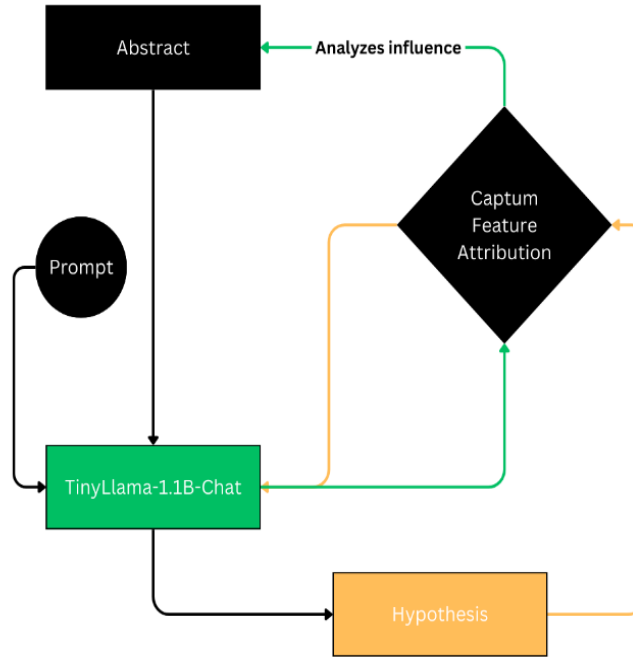 Abstract
Analyzes influence
Captum
Feature
Attribution
Prompt
TinyLlama-1.1B-Chat
Hypothesis